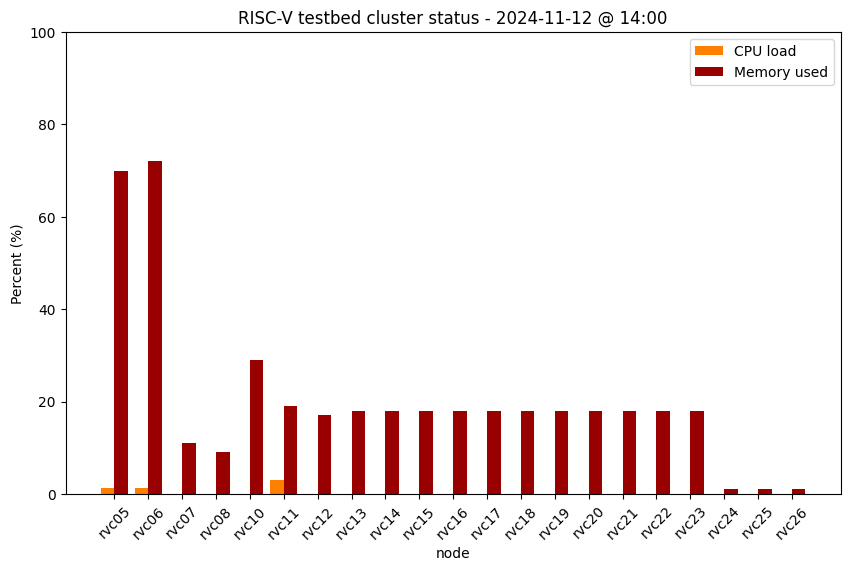 RISC-V testbed cluster status - 2024-11-12 @ 14:00
CPU load
Memory used
Percent (%)
100
80
60
40
20
0
rvc05
rvc06
rvc07
rvc08
rvc10
rvc11
rvc12
rvc13
rvc14
rvc15
rvc16
rvc17
rvc18
rvc19
rvc20
rvc21
rvc22
rvc23
rvc24
rvc25
rvc26
node